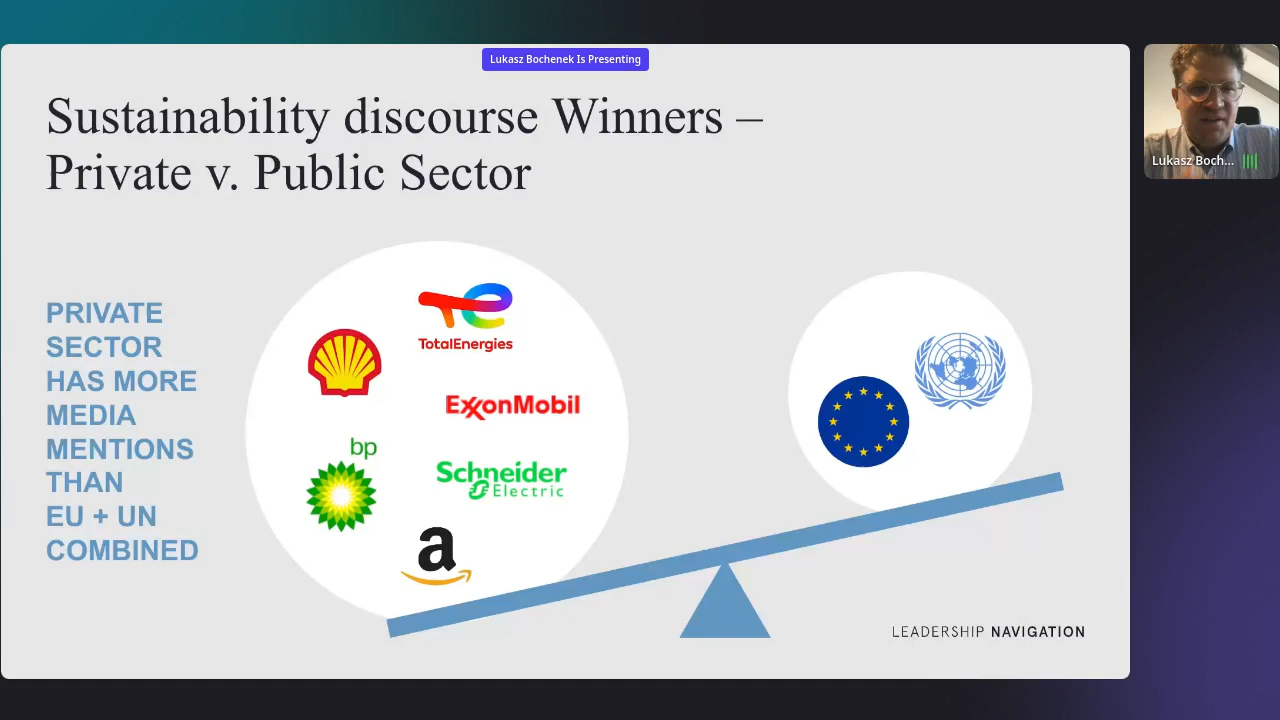 Lukasz Bochenek Is Presenting
Sustainability discourse Winners –
Private v. Public Sector
Lukasz Boch...
PRIVATE
SECTOR
HAS MORE
MEDIA
MENTIONS
THAN
EU + UN
COMBINED
TotalEnergies
ExxonMobil
bp
Schneider
Electric
a
LEADERSHIP NAVIGATION